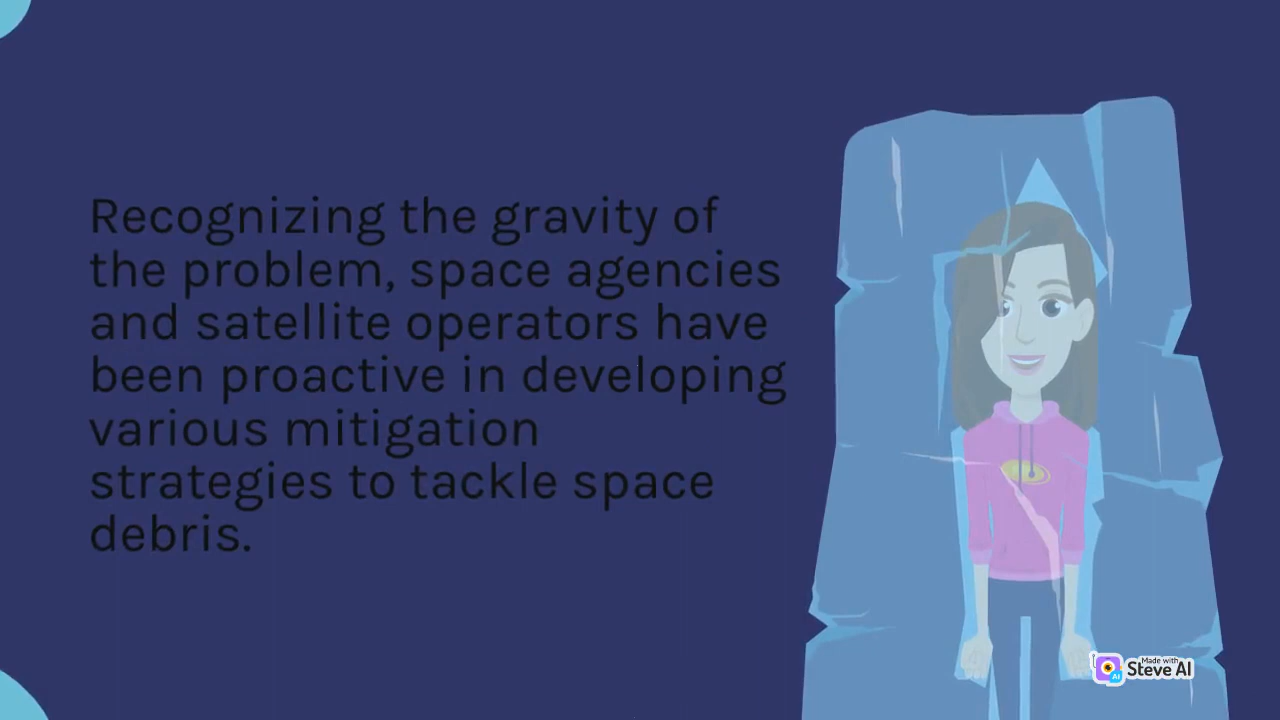 Recognizing the gravity of
the problem, space agencies
and satellite operators have
been proactive in developing
various mitigation
strategies to tackle space
debris.
Made with
Steve AI
AI